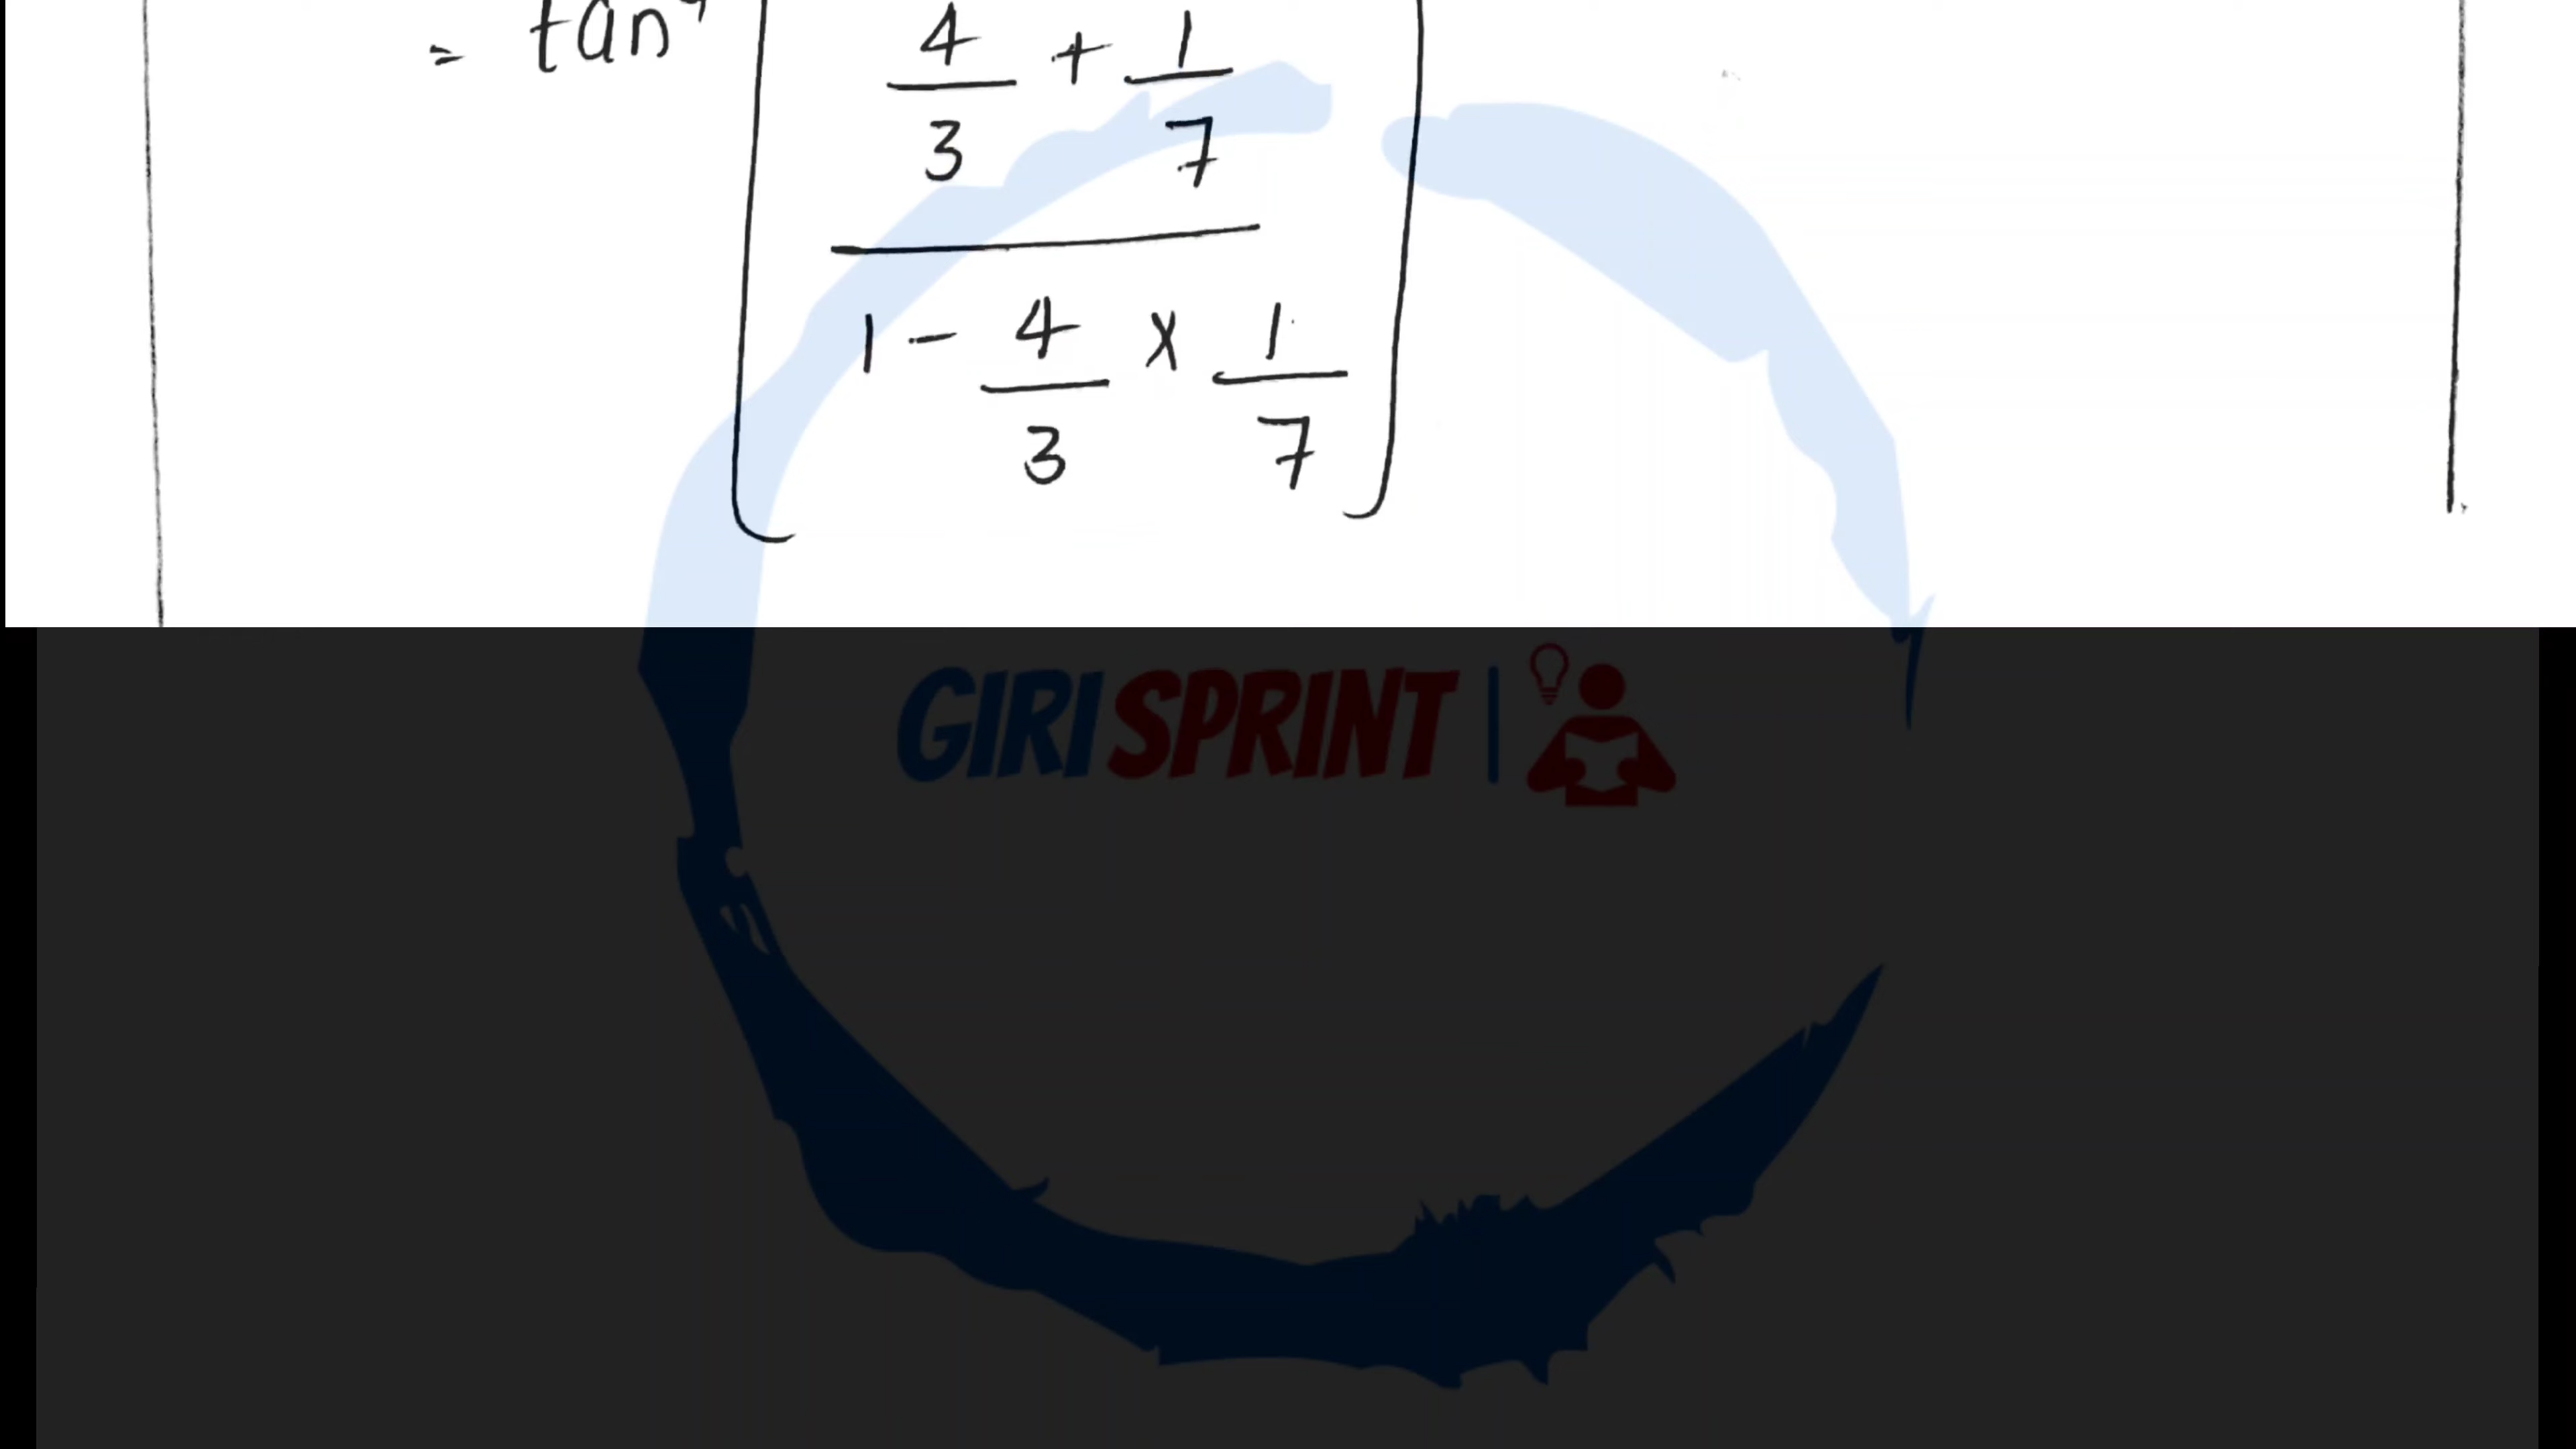 = tan⁻¹ [ 4/3 + 1/7
1 - 4/3 x 1/7 ]
GIRI SPRINT